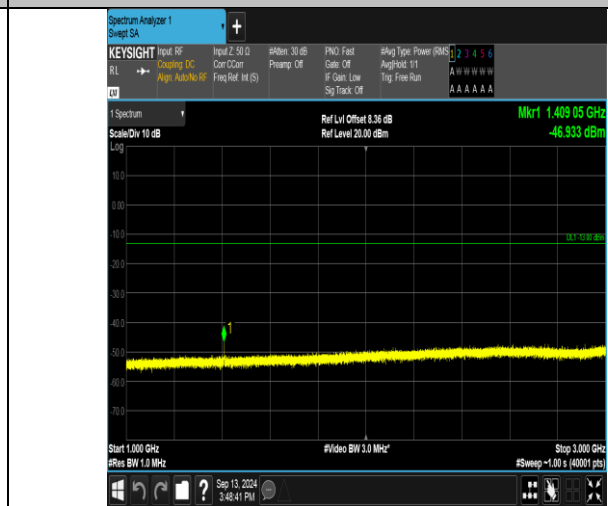 Spectrum Analyzer 1
Swept SA
+
KEYSIGHT
RL
Input: RF
Coupling: DC
Align: Auto/No RF
Input Z: 50 Ω
Corr CCorr
Freq Ref: Int (S)
#Atten: 30 dB
Preamp: Off
PNO: Fast
Gate: Off
IF Gain: Low
Sig Track: Off
#Avg Type: Power (RMS
Avg|Hold: 1/1
Trig: Free Run
1 2 3 4 5 6
A W W W W W
A A A A A A
1 Spectrum
Scale/Div 10 dB
Log
Ref Lvl Offset 8.36 dB
Ref Level 20.00 dBm
Mkr1 1.409 05 GHz
-46.933 dBm
10.0
0.00
-10.0
DL1 -13.00 dBm
-20.0
-30.0
-40.0
1
-50.0
-60.0
-70.0
Start 1.000 GHz
#Res BW 1.0 MHz
#Video BW 3.0 MHz*
Stop 3.000 GHz
#Sweep ~1.00 s (40001 pts)
?
Sep 13, 2024
3:48:41 PM